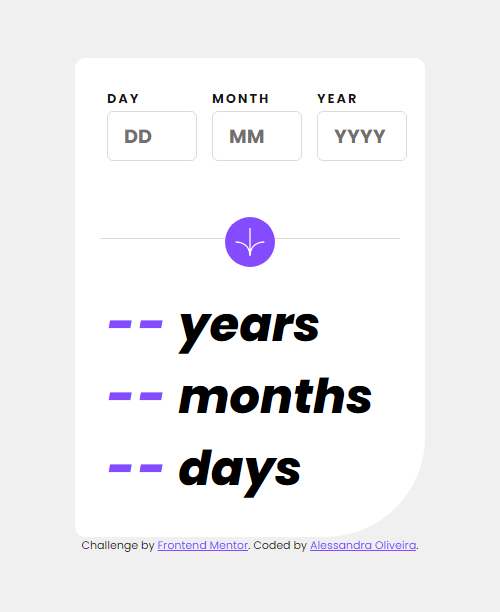 DAY MONTH YEAR
DD MM YYYY
-- years
-- months
-- days
Challenge by Frontend Mentor. Coded by Alessandra Oliveira.